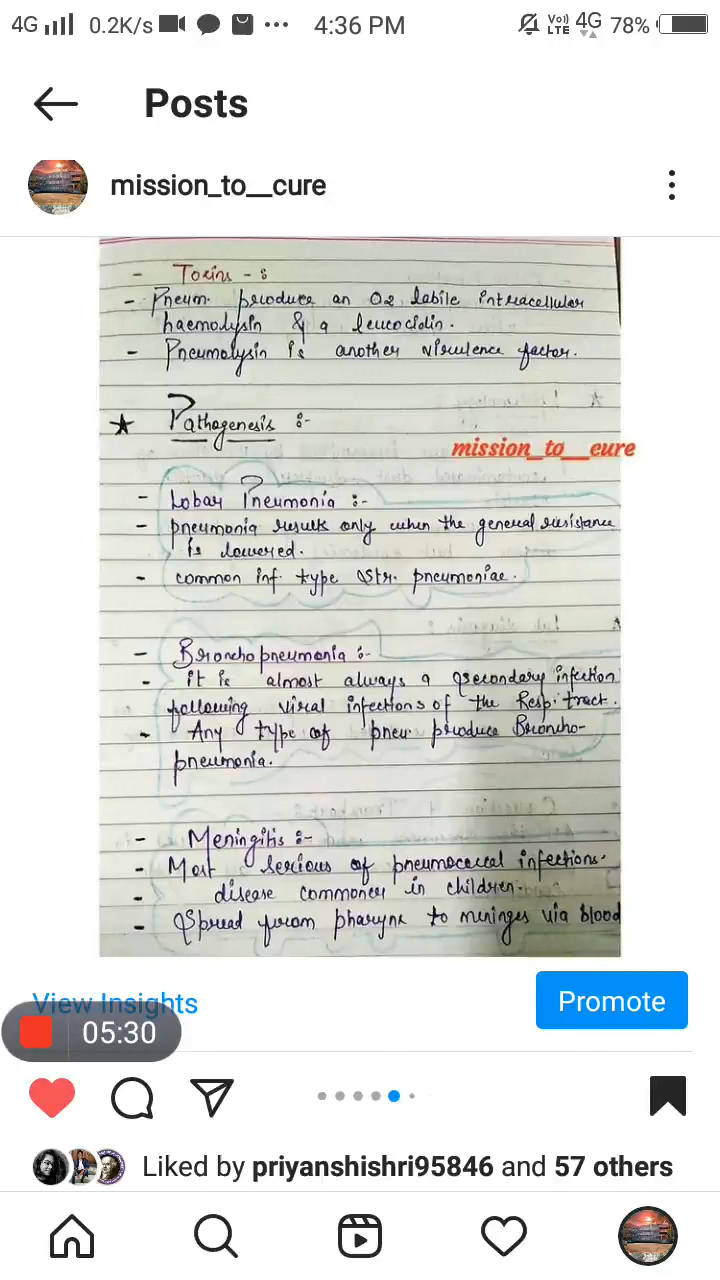 4G 0.2K/s ... 4:36 PM Vo) LTE 4G 78%
Posts
mission_to__cure
- Toxins - :
- Pneum. produce an O2 labile intracellular
haemolysin & a leucocidin.
- Pneumolysin is another virulence factor.
★ Pathogenesis :-
mission_to__cure
- Lobar Pneumonia :-
- pneumonia results only when the general resistance
is lowered.
- common inf. type Str. pneumoniae.
- Bronchopneumonia :-
- it is almost always a secondary infection
following viral infections of the Resp. tract.
- Any type of pneu. produce Broncho-
pneumonia.
- Meningitis :-
- Most serious of pneumococcal infections.
- disease commoner in children.
- Spread from pharynx to meninges via blood
View Insights
Promote
05:30
Liked by priyanshishri95846 and 57 others